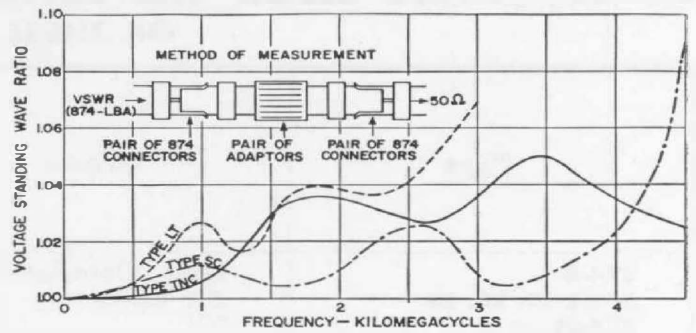 VOLTAGE STANDING WAVE RATIO
1.10
1.08
1.06
1.04
1.02
1.00
METHOD OF MEASUREMENT
VSWR
(874-LBA)
50Ω
PAIR OF 874
CONNECTORS
PAIR OF
ADAPTORS
PAIR OF 874
CONNECTORS
TYPE LT
TYPE SC
TYPE TNC
0 1 2 3 4
FREQUENCY — KILOMEGACYCLES